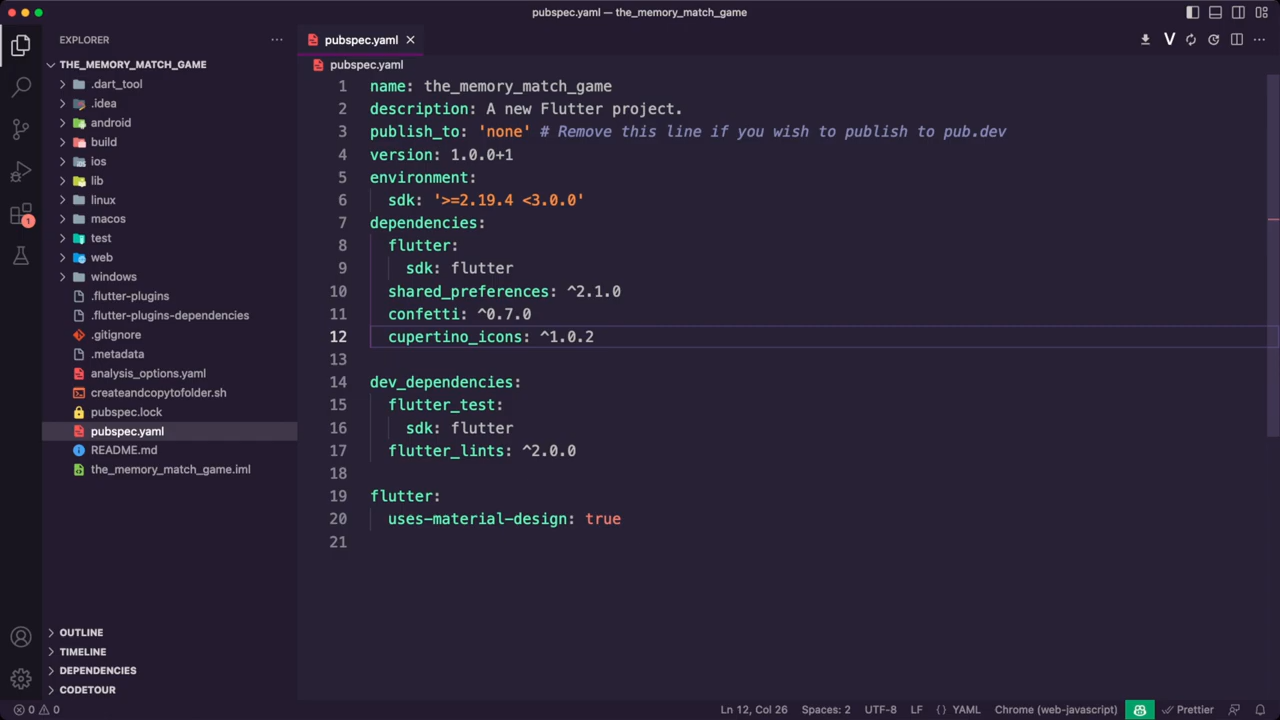 pubspec.yaml — the_memory_match_game
EXPLORER
THE_MEMORY_MATCH_GAME
.dart_tool
.idea
android
build
ios
lib
linux
macos
test
web
windows
.flutter-plugins
.flutter-plugins-dependencies
.gitignore
.metadata
analysis_options.yaml
createandcopytofolder.sh
pubspec.lock
pubspec.yaml
README.md
the_memory_match_game.iml
OUTLINE
TIMELINE
DEPENDENCIES
CODETOUR
1
pubspec.yaml
V
pubspec.yaml
1 name: the_memory_match_game
2 description: A new Flutter project.
3 publish_to: 'none' # Remove this line if you wish to publish to pub.dev
4 version: 1.0.0+1
5 environment:
6 sdk: '>=2.19.4 <3.0.0'
7 dependencies:
8 flutter:
9 sdk: flutter
10 shared_preferences: ^2.1.0
11 confetti: ^0.7.0
12 cupertino_icons: ^1.0.2
13
14 dev_dependencies:
15 flutter_test:
16 sdk: flutter
17 flutter_lints: ^2.0.0
18
19 flutter:
20 uses-material-design: true
21
0 0 Ln 12, Col 26 Spaces: 2 UTF-8 LF {} YAML Chrome (web-javascript) Prettier